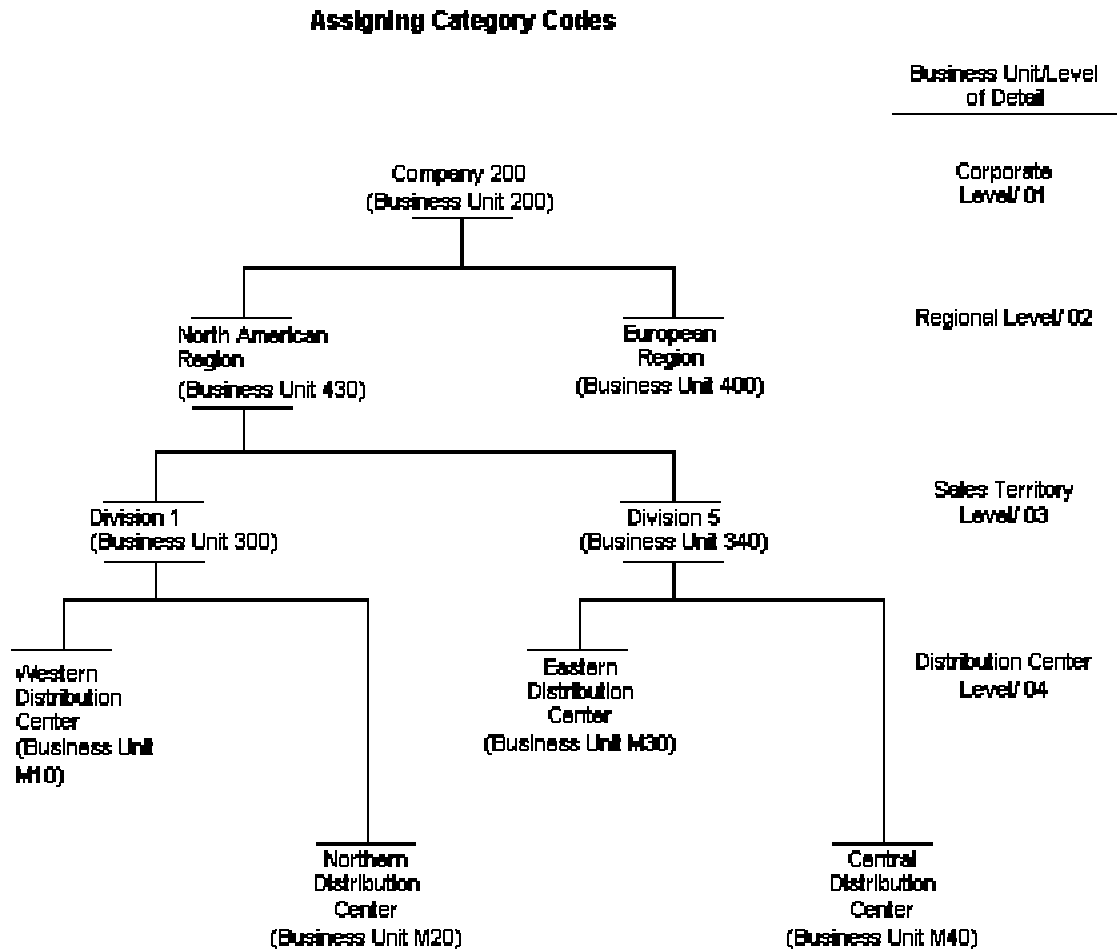 Assigning Category Codes
Business Unit/Level
of Detail
Company 200
(Business Unit 200)
Corporate
Level/ 01
North American
Region
(Business Unit 430)
European
Region
(Business Unit 400)
Regional Level/ 02
Division 1
(Business Unit 300)
Division 5
(Business Unit 340)
Sales Territory
Level/ 03
Western
Distribution
Center
(Business Unit
M10)
Eastern
Distribution
Center
(Business Unit M30)
Distribution Center
Level/ 04
Northern
Distribution
Center
(Business Unit M20)
Central
Distribution
Center
(Business Unit M40)